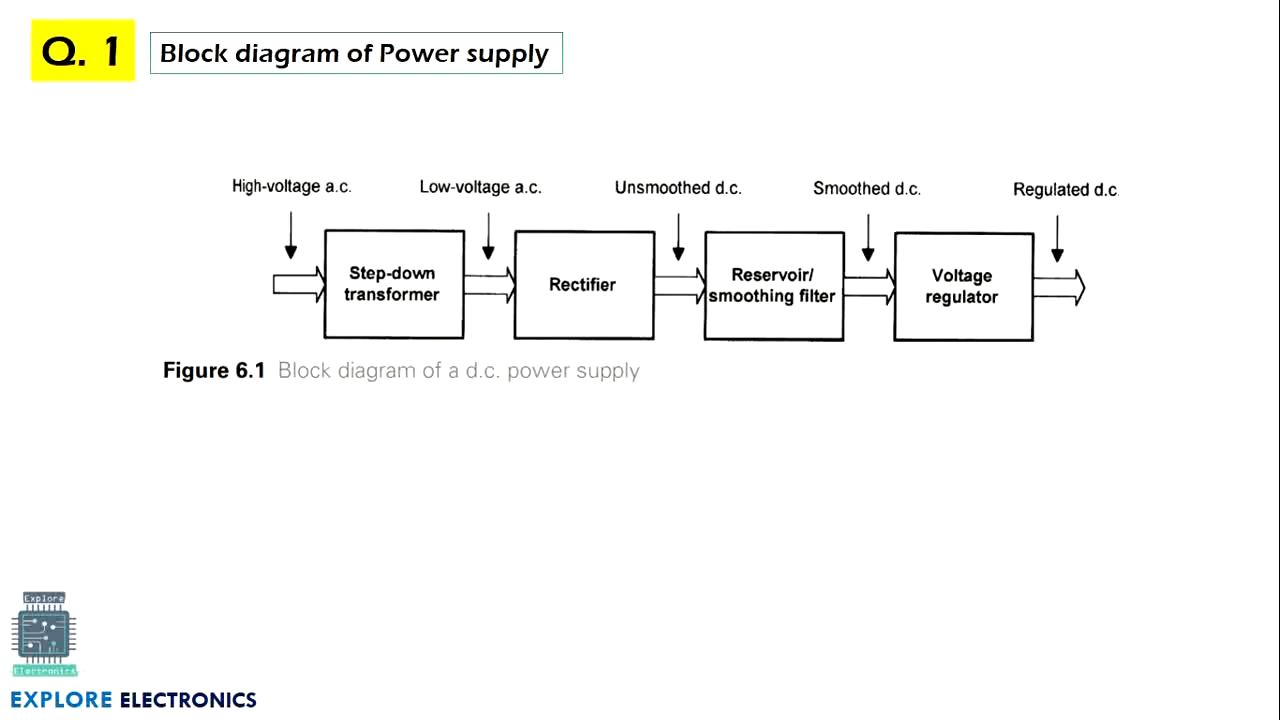 Q. 1
Block diagram of Power supply
High-voltage a.c.
Low-voltage a.c.
Unsmoothed d.c.
Smoothed d.c.
Regulated d.c
Step-down
transformer
Rectifier
Reservoir/
smoothing filter
Voltage
regulator
Figure 6.1 Block diagram of a d.c. power supply
Explore
Electronics
EXPLORE ELECTRONICS